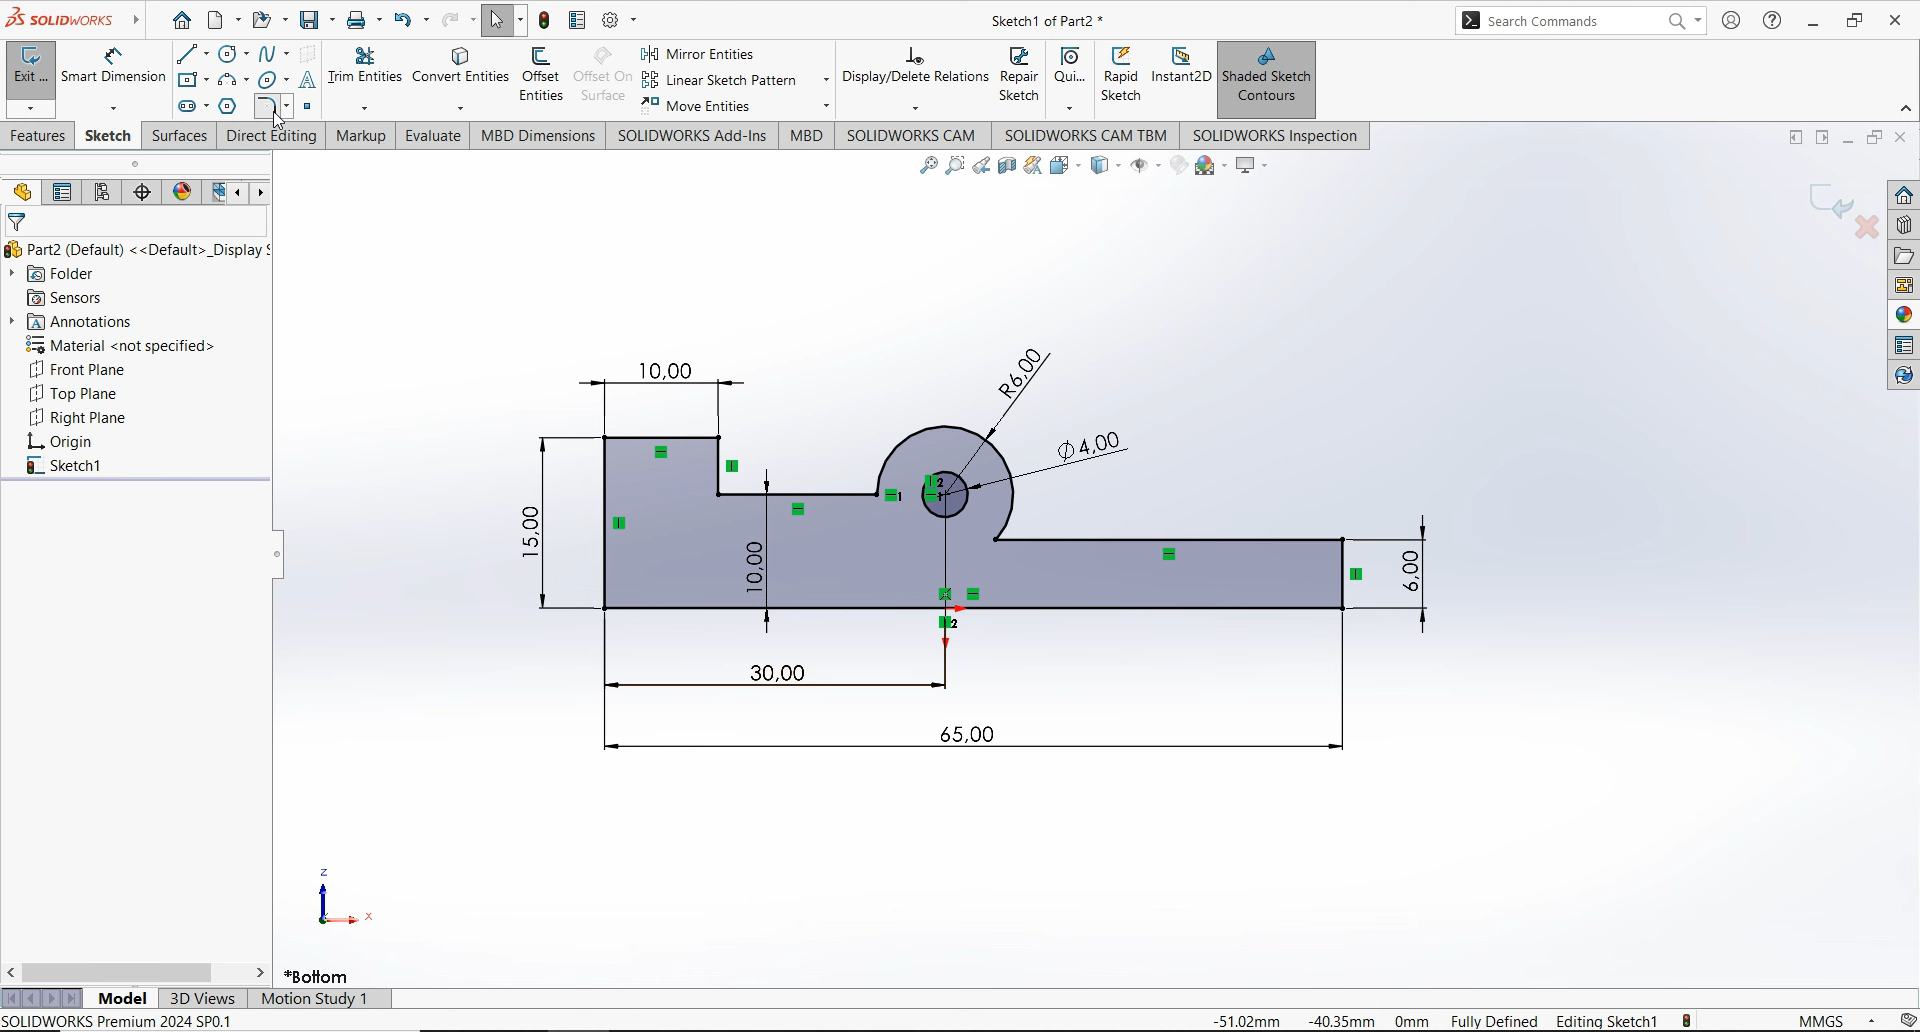 SOLIDWORKS
Sketch1 of Part2 *
Search Commands
Exit ...
Smart Dimension
Trim Entities
Convert Entities
Offset Entities
Offset On Surface
Mirror Entities
Linear Sketch Pattern
Move Entities
Display/Delete Relations
Repair Sketch
Qui...
Rapid Sketch
Instant2D
Shaded Sketch Contours
Features
Sketch
Surfaces
Direct Editing
Markup
Evaluate
MBD Dimensions
SOLIDWORKS Add-Ins
MBD
SOLIDWORKS CAM
SOLIDWORKS CAM TBM
SOLIDWORKS Inspection
Part2 (Default) <<Default>_Display S
Folder
Sensors
Annotations
Material <not specified>
Front Plane
Top Plane
Right Plane
Origin
Sketch1
10,00
R6,00
Ø4,00
15,00
10,00
6,00
30,00
65,00
2
1
1
2
z
x
*Bottom
Model
3D Views
Motion Study 1
SOLIDWORKS Premium 2024 SP0.1
-51.02mm
-40.35mm
0mm
Fully Defined
Editing Sketch1
MMGS